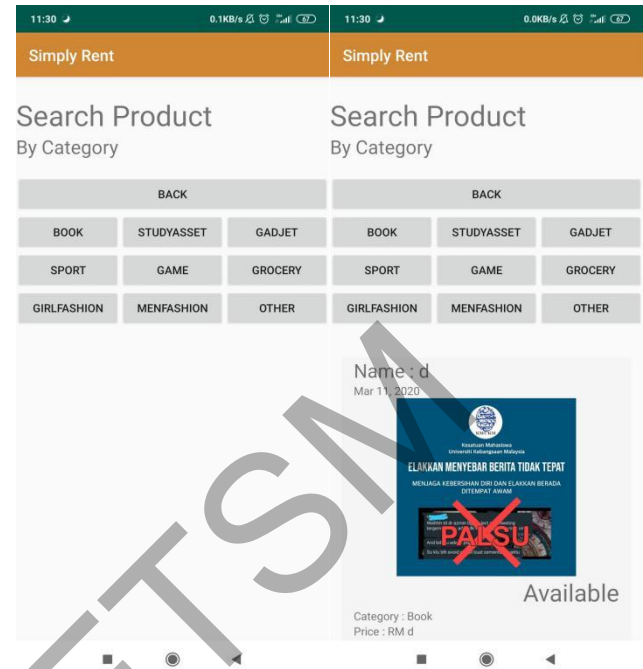 11:30 0.1KB/s 67
Simply Rent
Search Product
By Category
BACK
BOOK STUDYASSET GADJET
SPORT GAME GROCERY
GIRLFASHION MENFASHION OTHER
11:30 0.0KB/s 67
Simply Rent
Search Product
By Category
BACK
BOOK STUDYASSET GADJET
SPORT GAME GROCERY
GIRLFASHION MENFASHION OTHER
Name : d
Mar 11, 2020
Kesatuan Mahasiswa
Universiti Kebangsaan Malaysia
ELAKKAN MENYEBAR BERITA TIDAK TEPAT
MENJAGA KEBERSIHAN DIRI DAN ELAKKAN BERADA
DITEMPAT AWAM
PALSU
Available
Category : Book
Price : RM d
FTSM